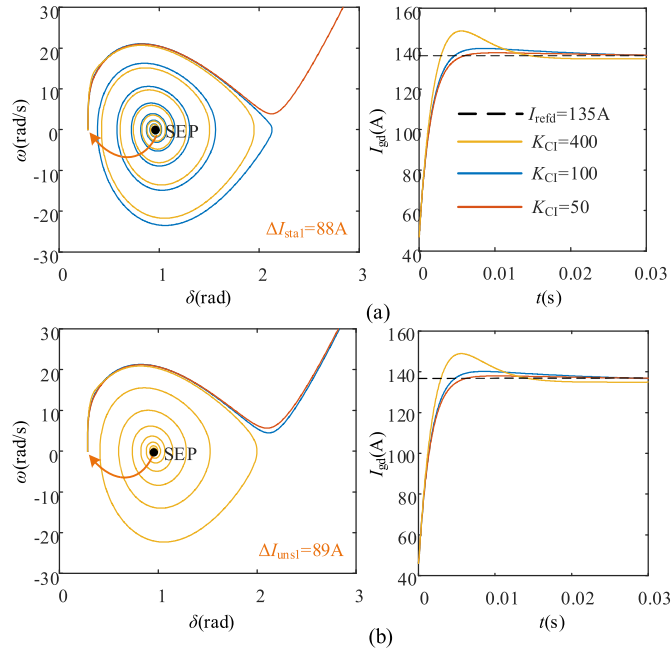 30
20
10
0
-10
-20
-30
ω(rad/s)
SEP
ΔIsta1=88A
0
1
2
3
δ(rad)
160
140
120
100
80
60
40
Igd(A)
Irefd=135A
KCI=400
KCI=100
KCI=50
0
0.01
0.02
0.03
t(s)
(a)
30
20
10
0
-10
-20
-30
ω(rad/s)
SEP
ΔIuns1=89A
0
1
2
3
δ(rad)
160
140
120
100
80
60
40
Igd(A)
0
0.01
0.02
0.03
t(s)
(b)